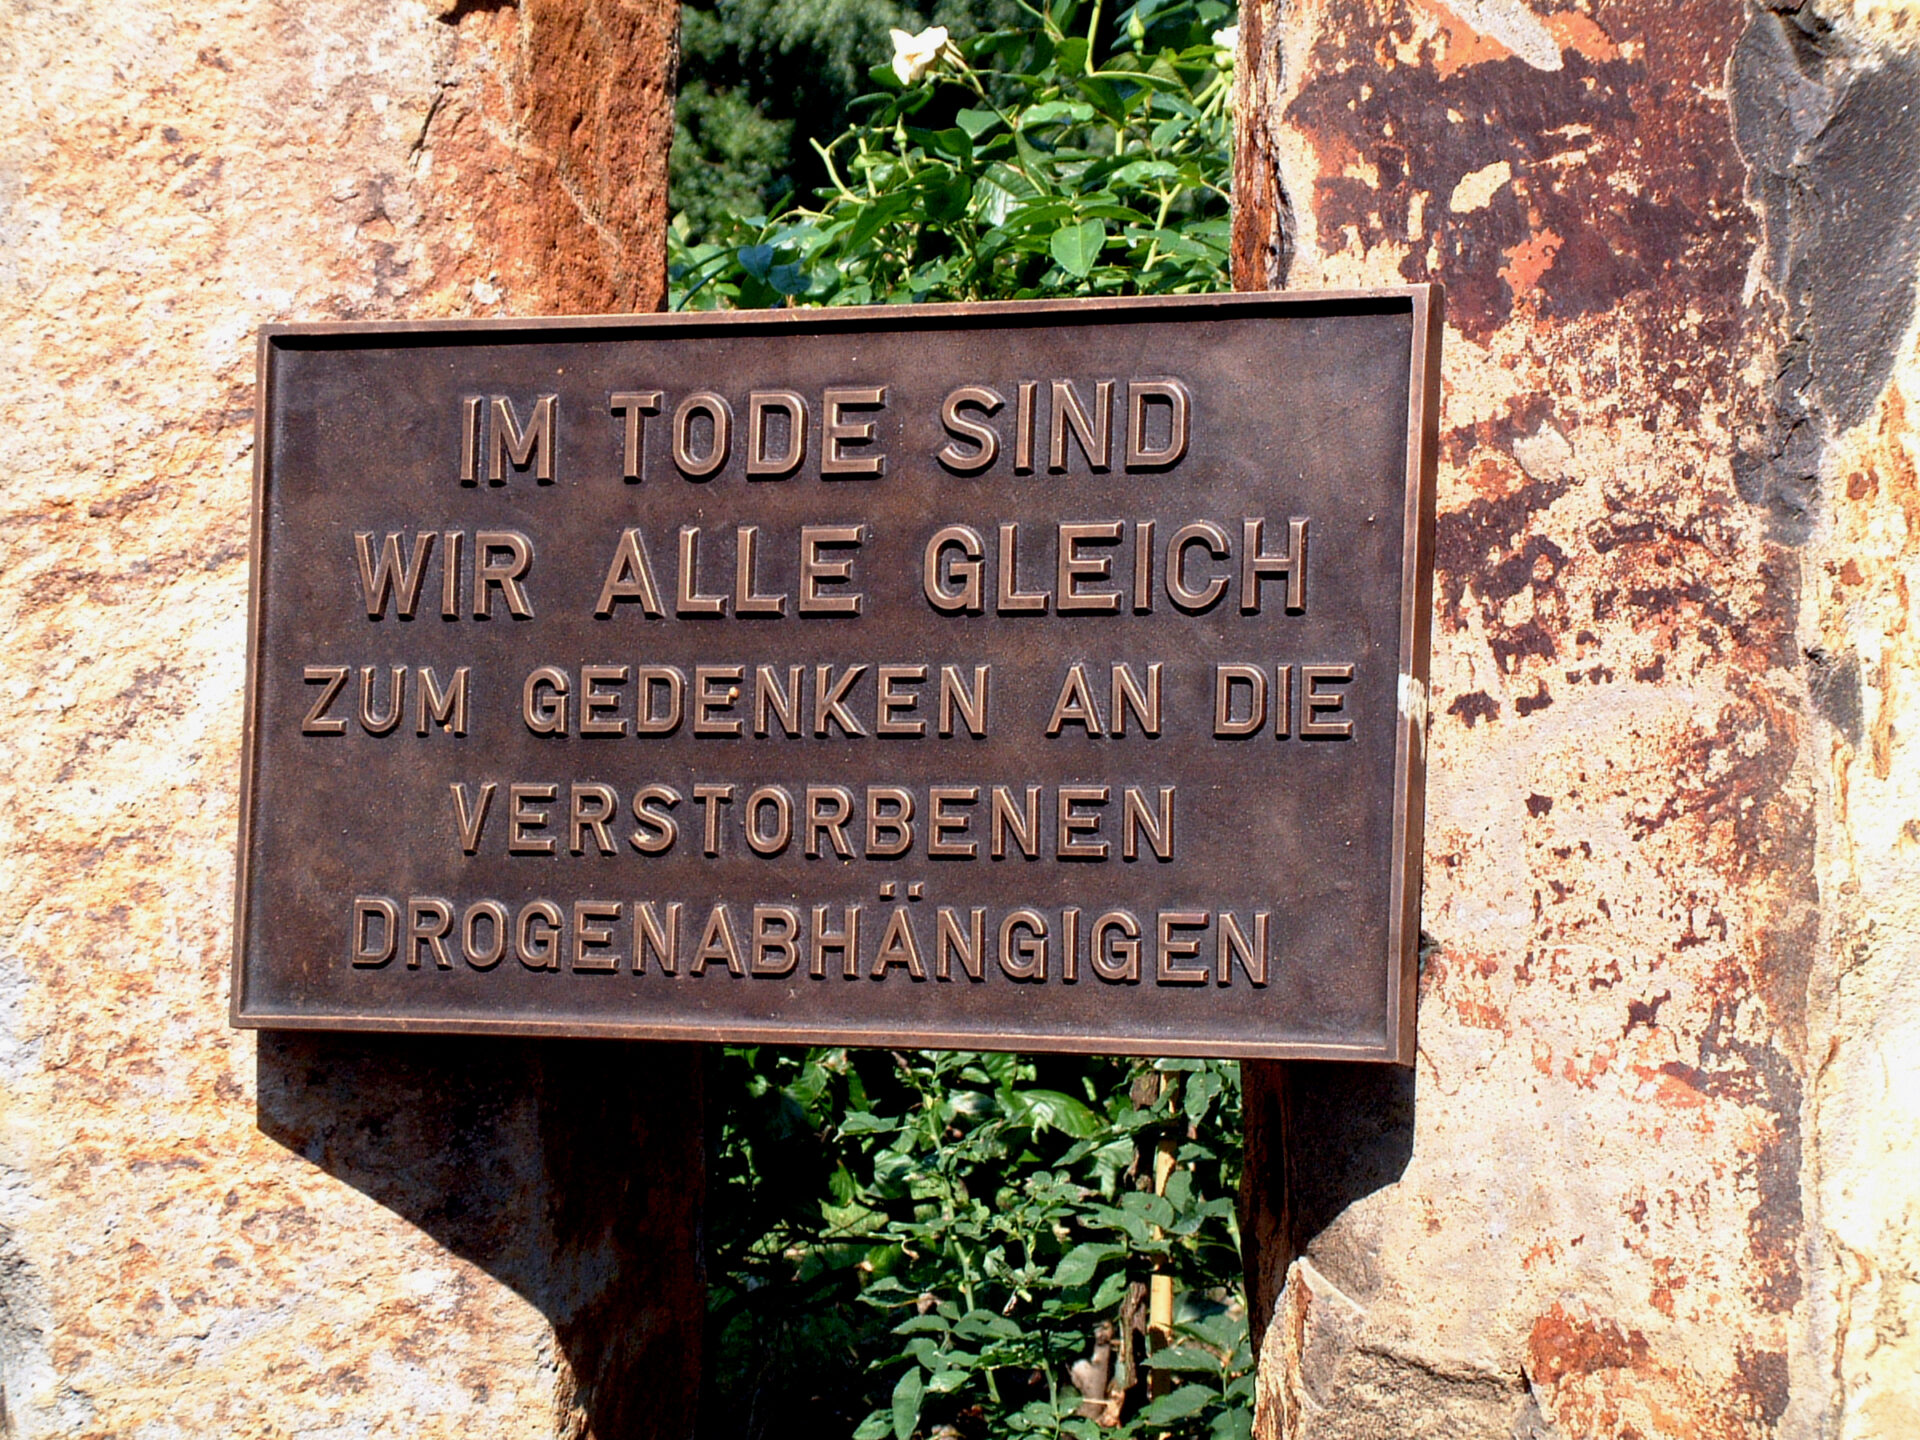 IM TODE SIND
WIR ALLE GLEICH
ZUM GEDENKEN AN DIE
VERSTORBENEN
DROGENABHÄNGIGEN